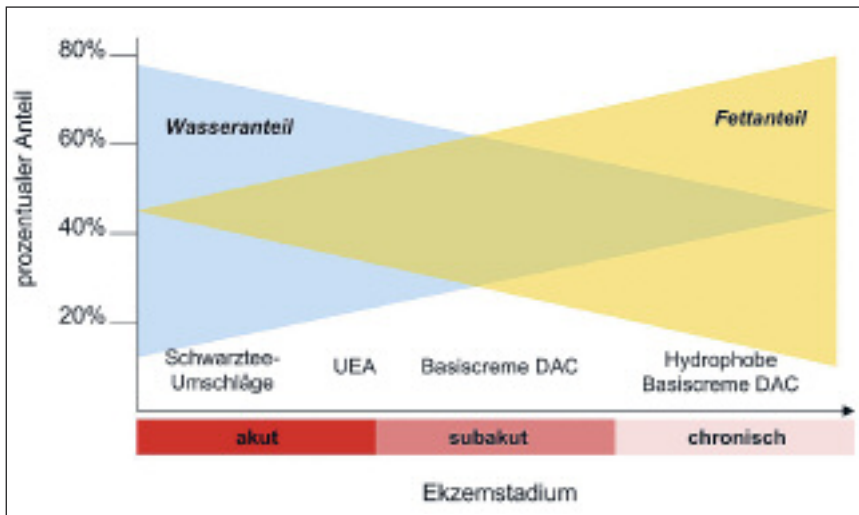 prozentualer Anteil
80%
60%
40%
20%
Wasseranteil
Fettanteil
Schwarztee-
Umschläge
UEA
Basiscreme DAC
Hydrophobe
Basiscreme DAC
akut
subakut
chronisch
Ekzemstadium